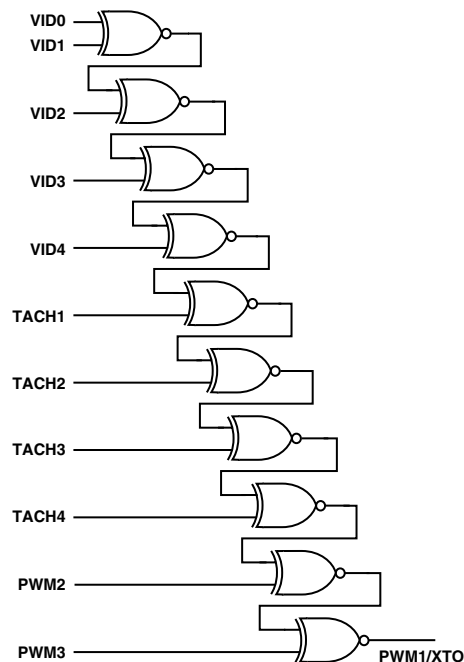 VID0
VID1
VID2
VID3
VID4
TACH1
TACH2
TACH3
TACH4
PWM2
PWM3
PWM1/XTO